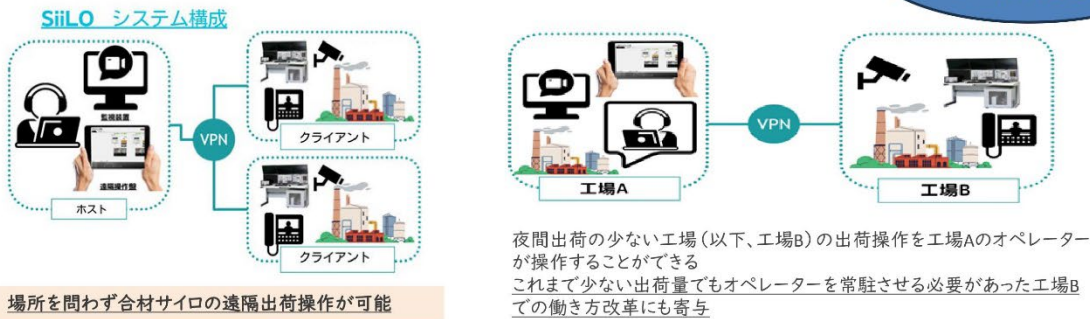 SiiLO システム構成
監視装置
遠隔操作盤
ホスト
VPN
クライアント
クライアント
場所を問わず合材サイロの遠隔出荷操作が可能
工場A
VPN
工場B
夜間出荷の少ない工場（以下、工場B）の出荷操作を工場Aのオペレーター
が操作することができる
これまで少ない出荷量でもオペレーターを常駐させる必要があった工場B
での働き方改革にも寄与